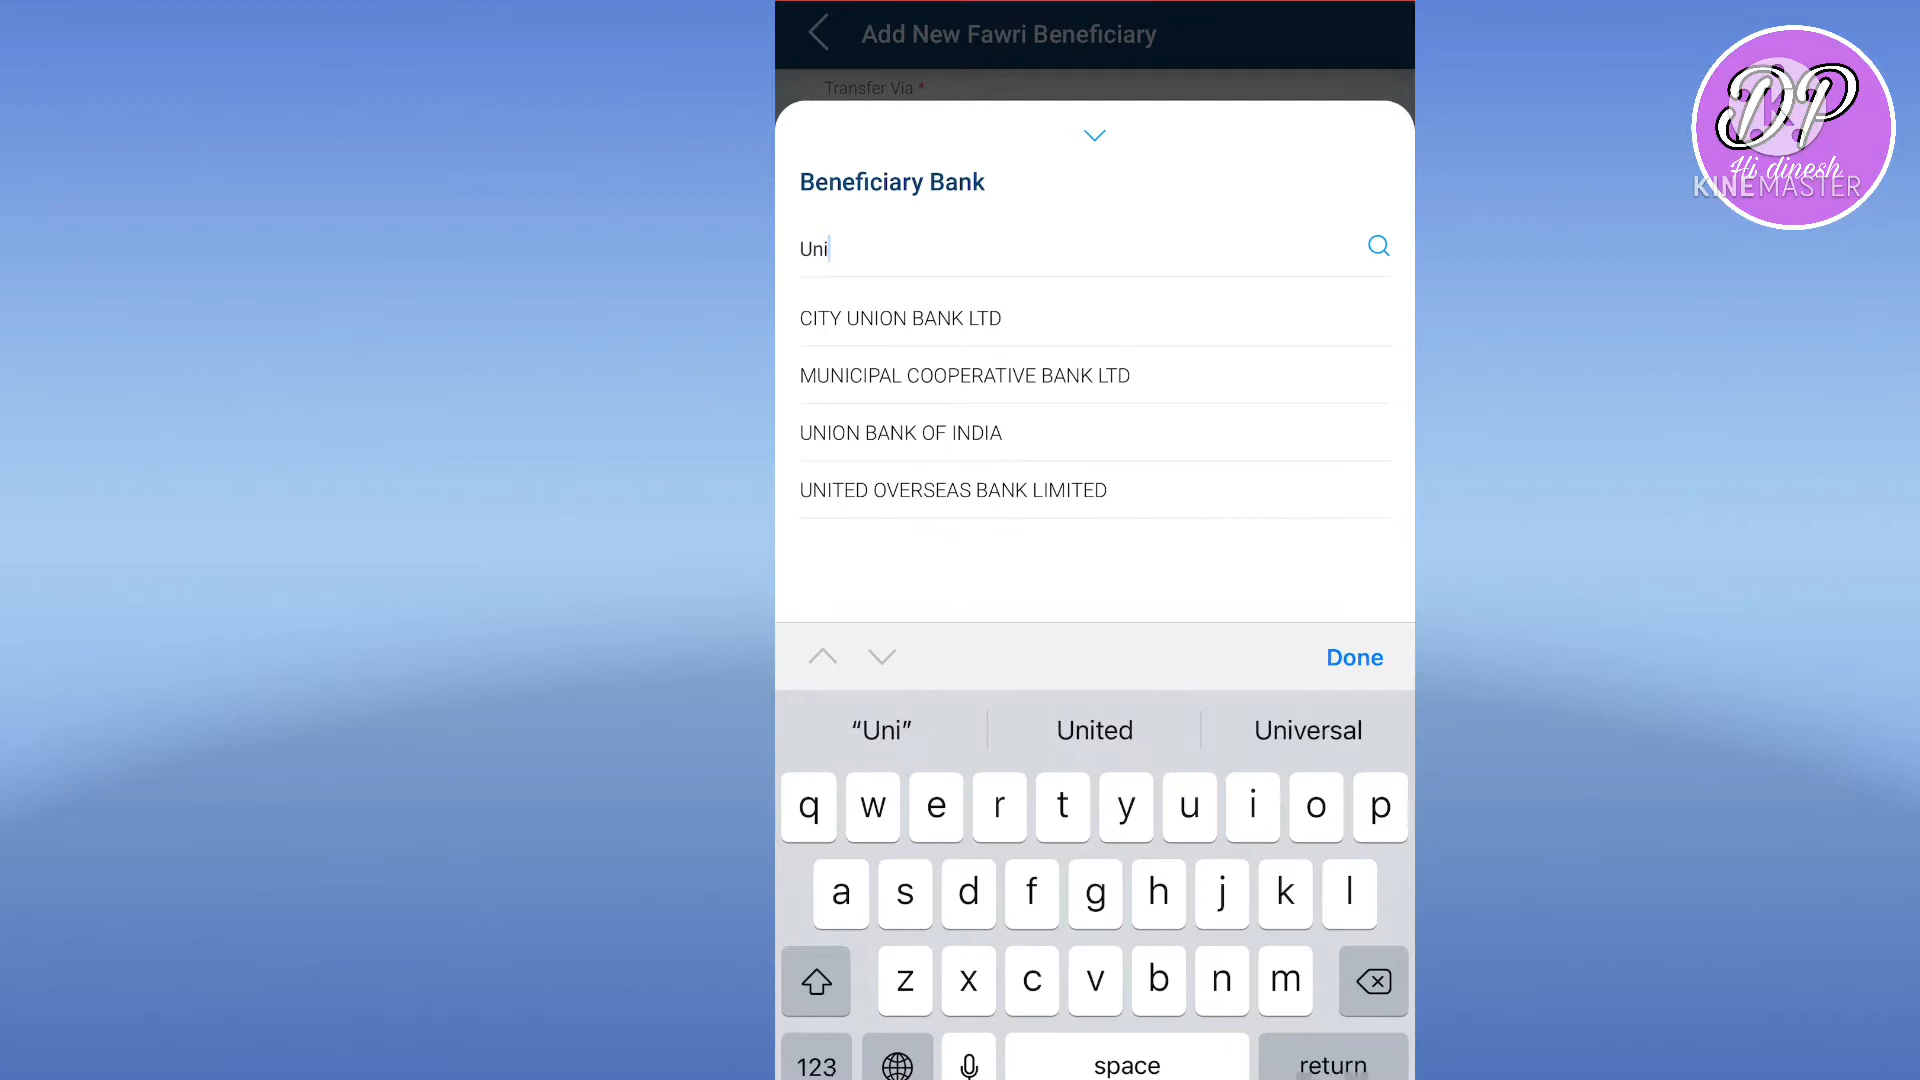 Add New Fawri Beneficiary
Transfer Via *
Beneficiary Bank
Uni
CITY UNION BANK LTD
MUNICIPAL COOPERATIVE BANK LTD
UNION BANK OF INDIA
UNITED OVERSEAS BANK LIMITED
Done
“Uni” United Universal
q w e r t y u i o p
a s d f g h j k l
z x c v b n m
123 space return
DP
Hi dinesh
KINEMASTER